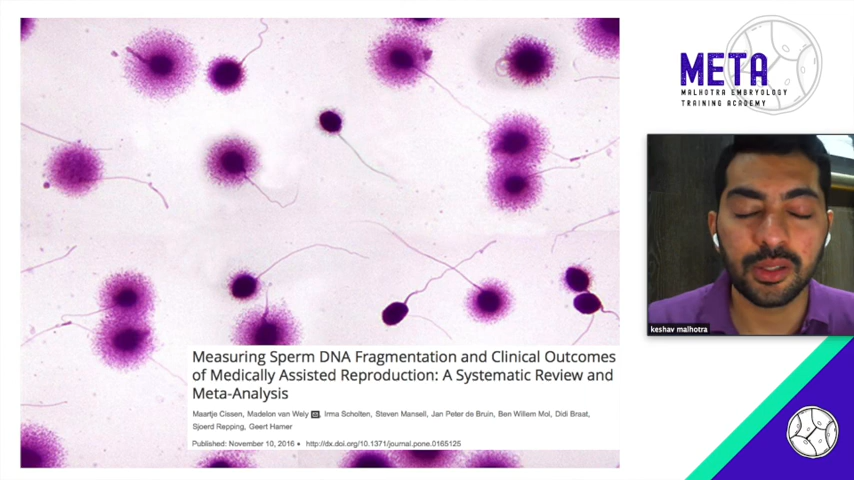 META
MALHOTRA EMBRYOLOGY
TRAINING ACADEMY
keshav malhotra
Measuring Sperm DNA Fragmentation and Clinical Outcomes
of Medically Assisted Reproduction: A Systematic Review and
Meta-Analysis
Maartje Cissen, Madelon van Wely, Irma Scholten, Steven Mansell, Jan Peter de Bruin, Ben Willem Mol, Didi Braat,
Sjoerd Repping, Geert Hamer
Published: November 10, 2016 • http://dx.doi.org/10.1371/journal.pone.0165125